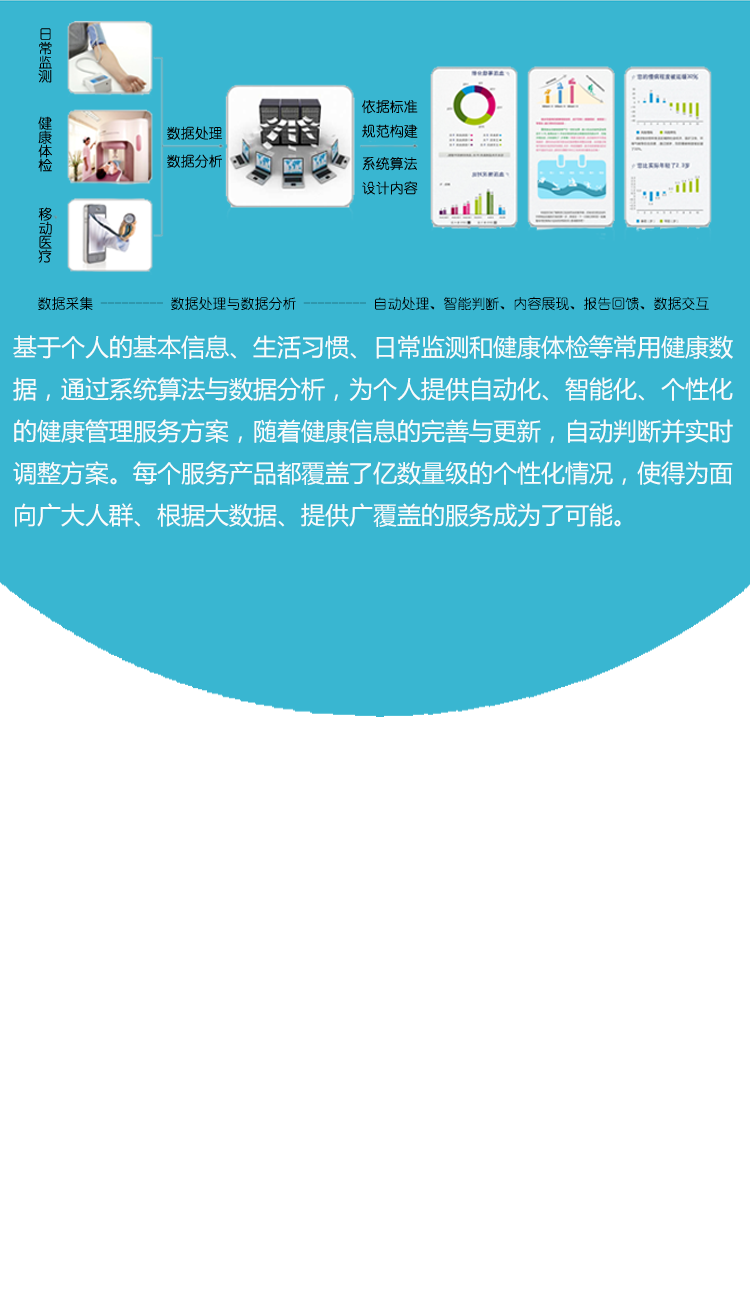 日常监测
健康体检
移动医疗
数据处理
数据分析
依据标准
规范构建
系统算法
设计内容
数据采集
数据处理与数据分析
自动处理、智能判断、内容展现、报告回馈、数据交互
基于个人的基本信息、生活习惯、日常监测和健康体检等常用健康数
据，通过系统算法与数据分析，为个人提供自动化、智能化、个性化
的健康管理服务方案，随着健康信息的完善与更新，自动判断并实时
调整方案。每个服务产品都覆盖了亿数量级的个性化情况，使得为面
向广大人群、根据大数据、提供广覆盖的服务成为了可能。